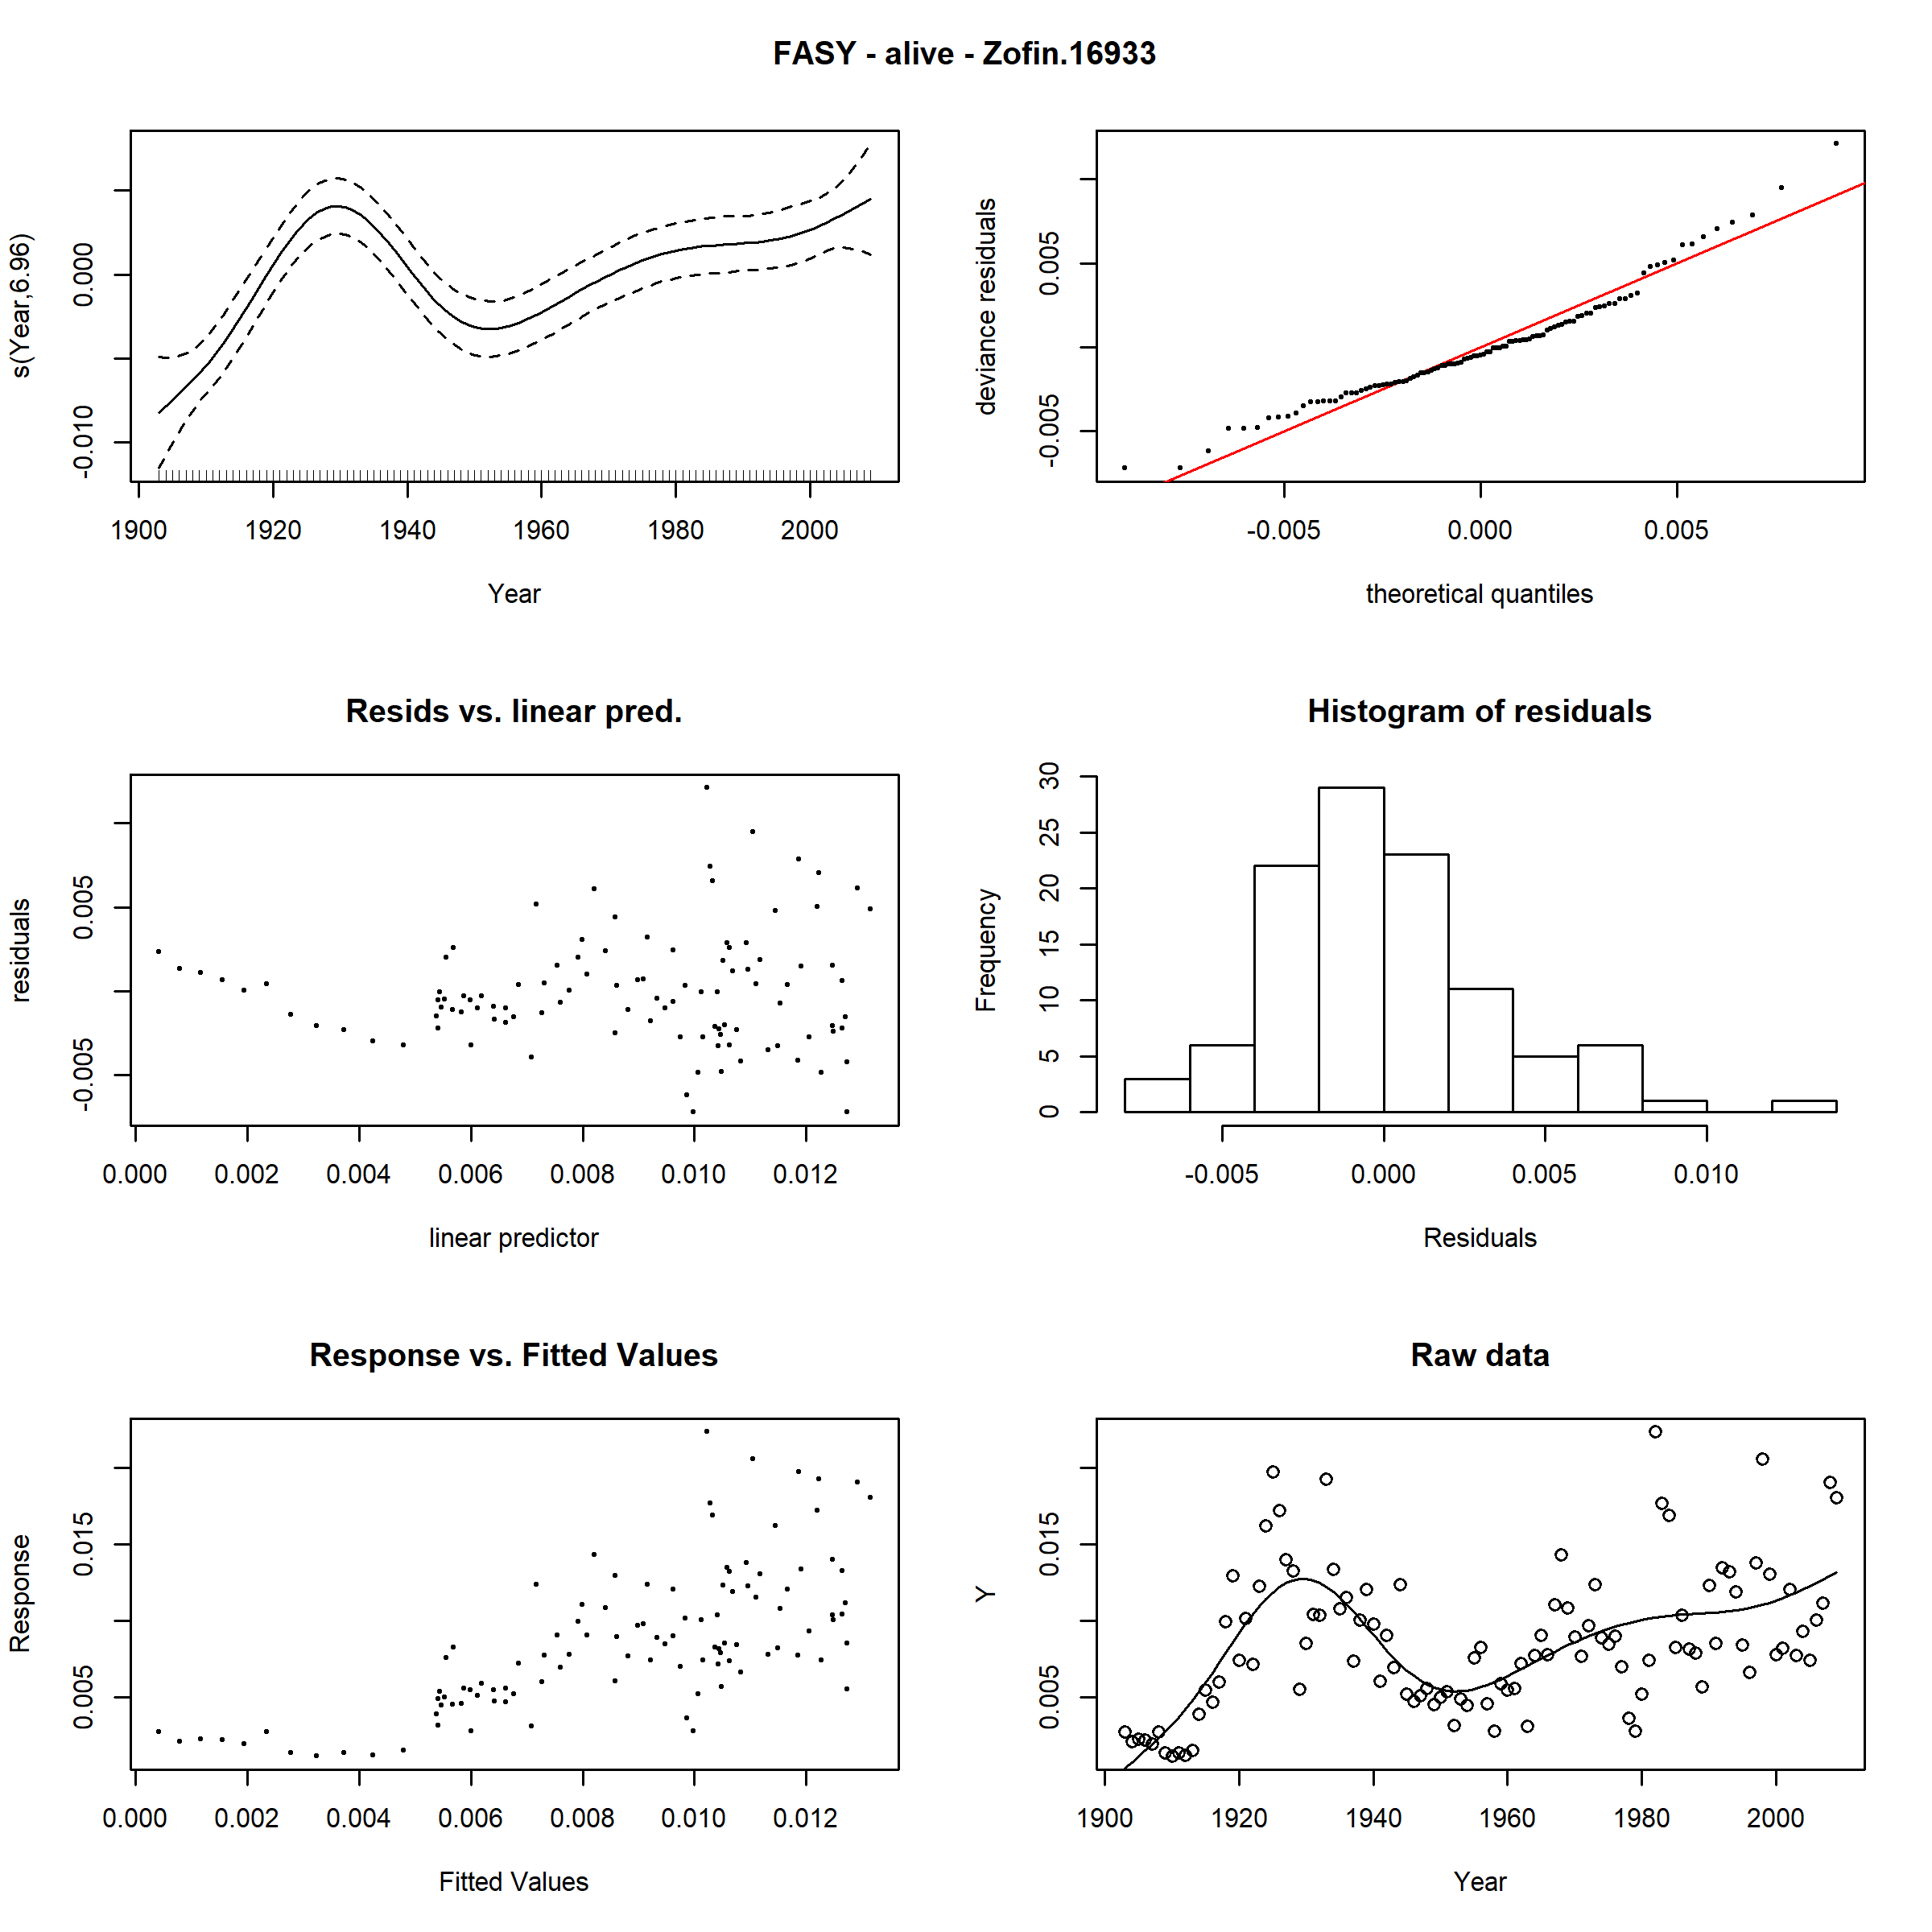 FASY - alive - Zofin.16933
s(Year,6.96)
-0.010
0.000
1900 1920 1940 1960 1980 2000
Year
deviance residuals
-0.005
0.005
-0.005 0.000 0.005
theoretical quantiles
Resids vs. linear pred.
residuals
-0.005
0.005
0.000 0.002 0.004 0.006 0.008 0.010 0.012
linear predictor
Histogram of residuals
Frequency
0 5 10 15 20 25 30
-0.005 0.000 0.005 0.010
Residuals
Response vs. Fitted Values
Response
0.005
0.015
0.000 0.002 0.004 0.006 0.008 0.010 0.012
Fitted Values
Raw data
Y
0.005
0.015
1900 1920 1940 1960 1980 2000
Year